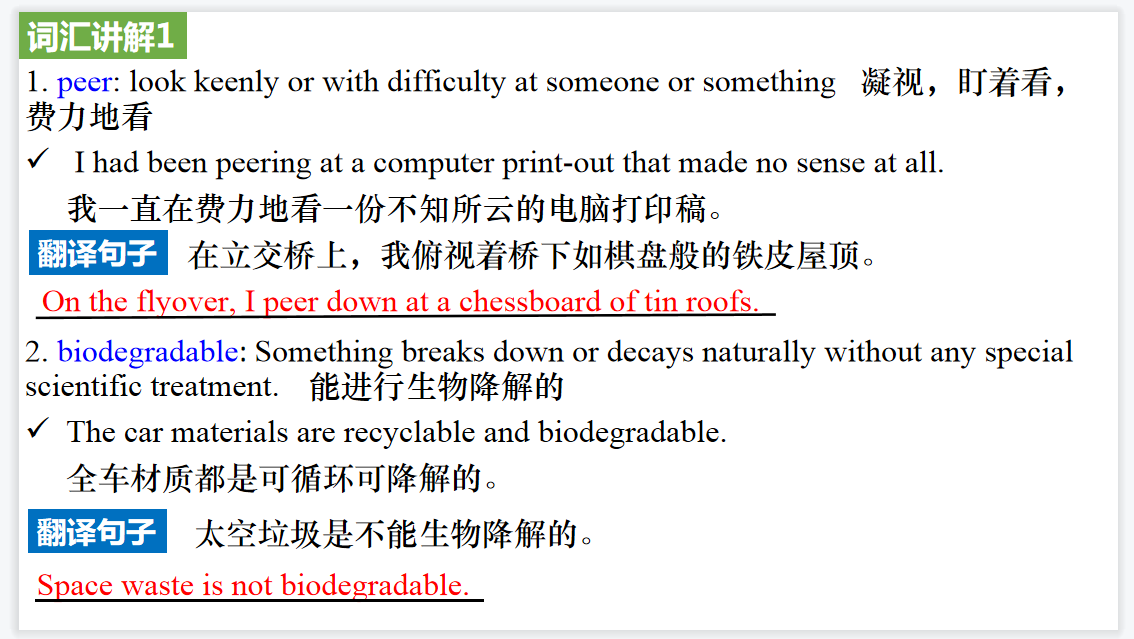 词汇讲解1
1. peer: look keenly or with difficulty at someone or something 凝视，盯着看，
费力地看
✓ I had been peering at a computer print-out that made no sense at all.
我一直在费力地看一份不知所云的电脑打印稿。
翻译句子 在立交桥上，我俯视着桥下如棋盘般的铁皮屋顶。
On the flyover, I peer down at a chessboard of tin roofs.
2. biodegradable: Something breaks down or decays naturally without any special
scientific treatment. 能进行生物降解的
✓ The car materials are recyclable and biodegradable.
全车材质都是可循环可降解的。
翻译句子 太空垃圾是不能生物降解的。
Space waste is not biodegradable.